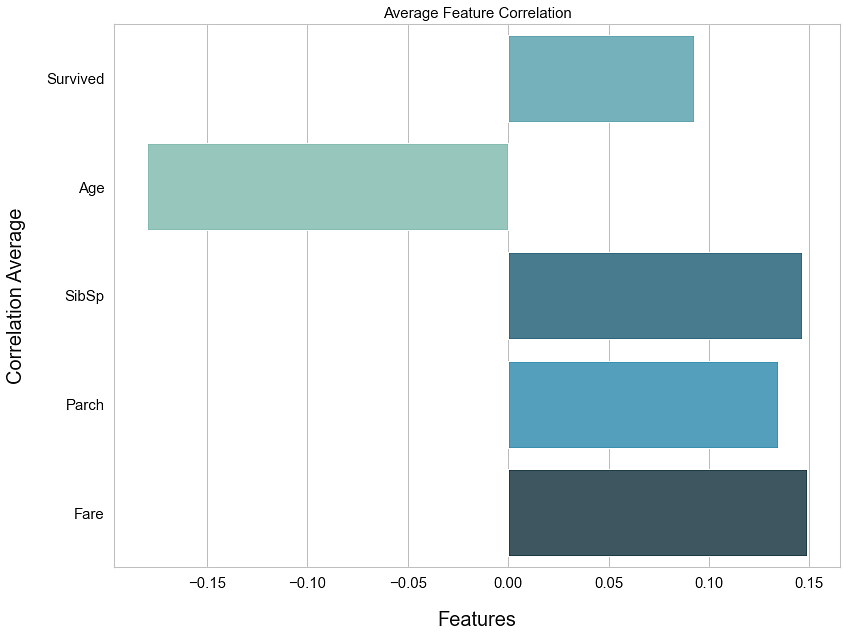 Average Feature Correlation
Survived
Age
SibSp
Parch
Fare
Correlation Average
−0.15 −0.10 −0.05 0.00 0.05 0.10 0.15
Features